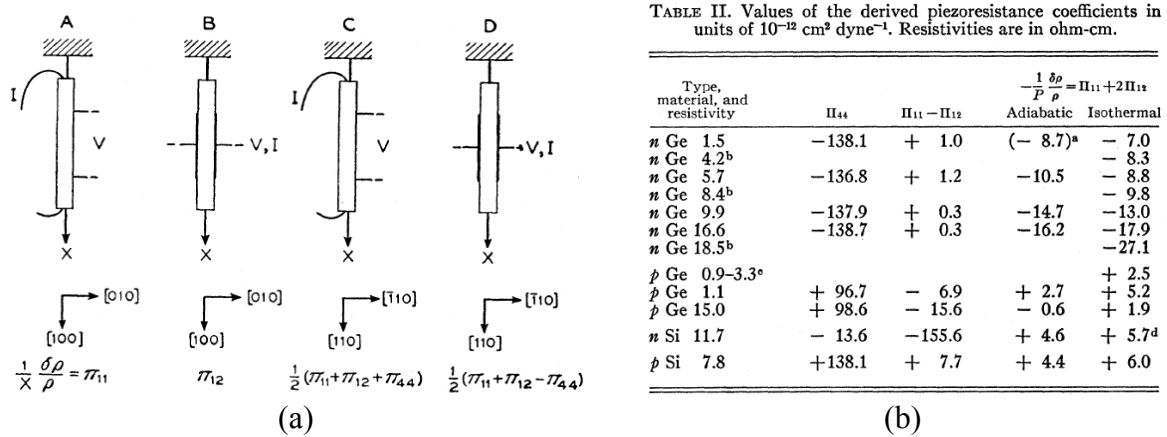 A B C D
I V V, I I V V, I
X X X X
[010] [010] [1̄10] [1̄10]
[100] [100] [110] [110]
1/X δρ/ρ = π11 π12 ½(π11+π12+π44) ½(π11+π12−π44)
(a)
TABLE II. Values of the derived piezoresistance coefficients in
units of 10⁻¹² cm² dyne⁻¹. Resistivities are in ohm-cm.
−1/P δρ/ρ = Π11+2Π12
Type,
material, and
resistivity Π44 Π11−Π12 Adiabatic Isothermal
n Ge 1.5 −138.1 + 1.0 (− 8.7)ᵃ − 7.0
n Ge 4.2ᵇ − 8.3
n Ge 5.7 −136.8 + 1.2 −10.5 − 8.8
n Ge 8.4ᵇ − 9.8
n Ge 9.9 −137.9 + 0.3 −14.7 −13.0
n Ge 16.6 −138.7 + 0.3 −16.2 −17.9
n Ge 18.5ᵇ −27.1
p Ge 0.9–3.3ᵉ + 2.5
p Ge 1.1 + 96.7 − 6.9 + 2.7 + 5.2
p Ge 15.0 + 98.6 − 15.6 − 0.6 + 1.9
n Si 11.7 − 13.6 −155.6 + 4.6 + 5.7ᵈ
p Si 7.8 +138.1 + 7.7 + 4.4 + 6.0
(b)